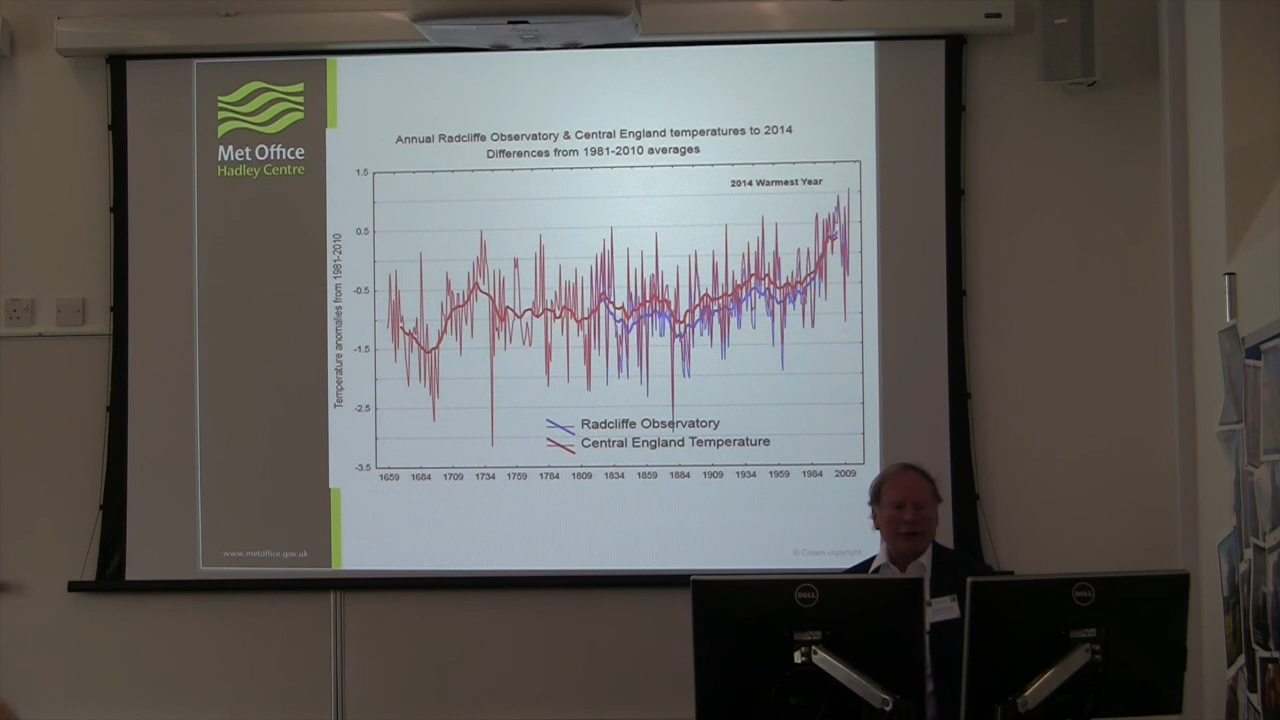 Met Office
Hadley Centre
Annual Radcliffe Observatory & Central England temperatures to 2014
Differences from 1981-2010 averages
2014 Warmest Year
Temperature anomalies from 1981-2010
1.5
0.5
-0.5
-1.5
-2.5
-3.5
Radcliffe Observatory
Central England Temperature
1659 1684 1709 1734 1759 1784 1809 1834 1859 1884 1909 1934 1959 1984 2009
www.metoffice.gov.uk
© Crown copyright
DELL
DELL